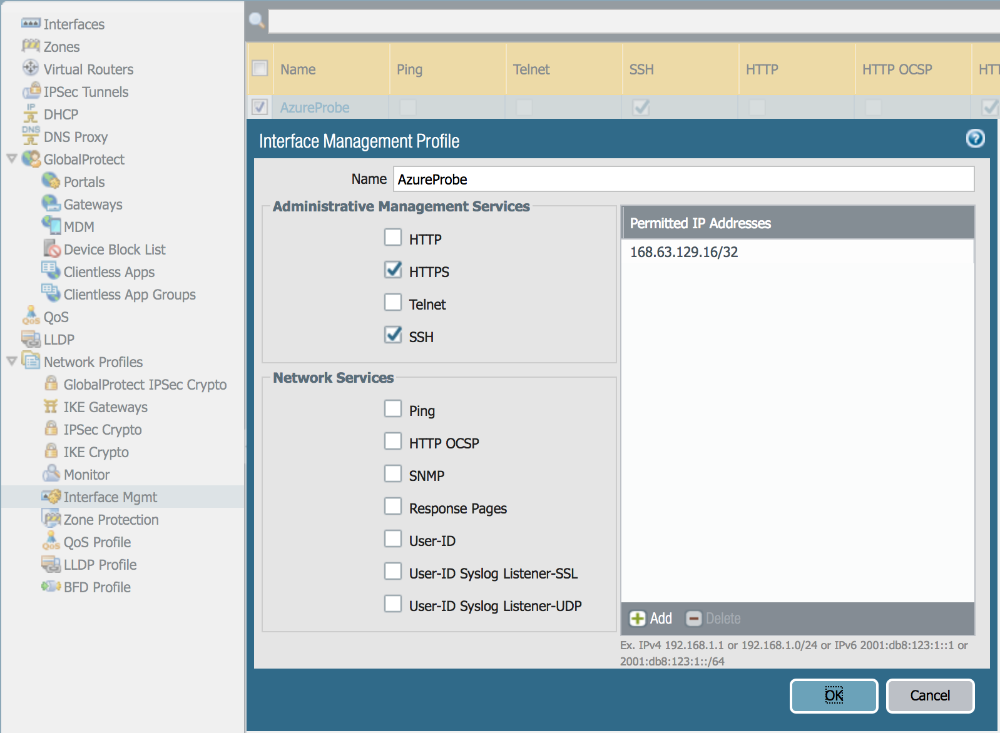 Interfaces
Zones
Virtual Routers
IPSec Tunnels
IP
DHCP
DNS
DNS Proxy
GlobalProtect
Portals
Gateways
MDM
Device Block List
Clientless Apps
Clientless App Groups
QoS
QoS
LLDP
Network Profiles
GlobalProtect IPSec Crypto
IKE Gateways
IPSec Crypto
IKE Crypto
Monitor
Interface Mgmt
Zone Protection
QoS
QoS Profile
LLDP Profile
BFD Profile
Name Ping Telnet SSH HTTP HTTP OCSP HTT
AzureProbe
Interface Management Profile
?
Name AzureProbe
Administrative Management Services
HTTP
HTTPS
Telnet
SSH
Network Services
Ping
HTTP OCSP
SNMP
Response Pages
User-ID
User-ID Syslog Listener-SSL
User-ID Syslog Listener-UDP
Permitted IP Addresses
168.63.129.16/32
Add Delete
Ex. IPv4 192.168.1.1 or 192.168.1.0/24 or IPv6 2001:db8:123:1::1 or
2001:db8:123:1::/64
OK Cancel